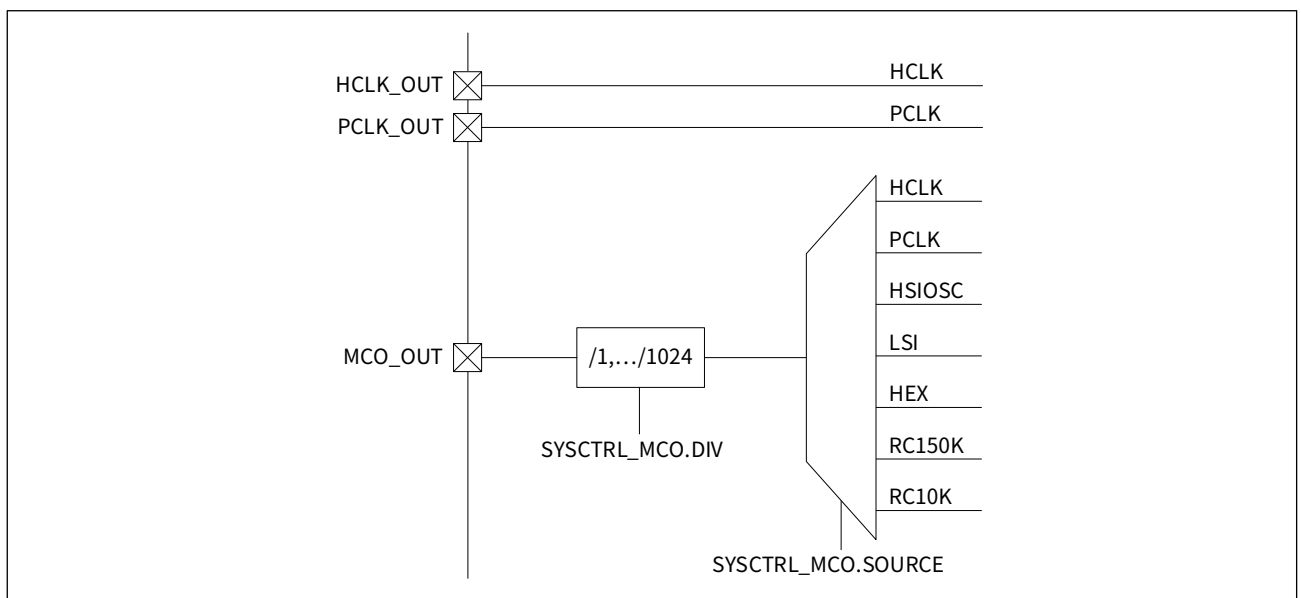 HCLK_OUT
HCLK
PCLK_OUT
PCLK
HCLK
PCLK
HSIOSC
LSI
MCO_OUT
/1,.../1024
HEX
SYSCTRL_MCO.DIV
RC150K
RC10K
SYSCTRL_MCO.SOURCE